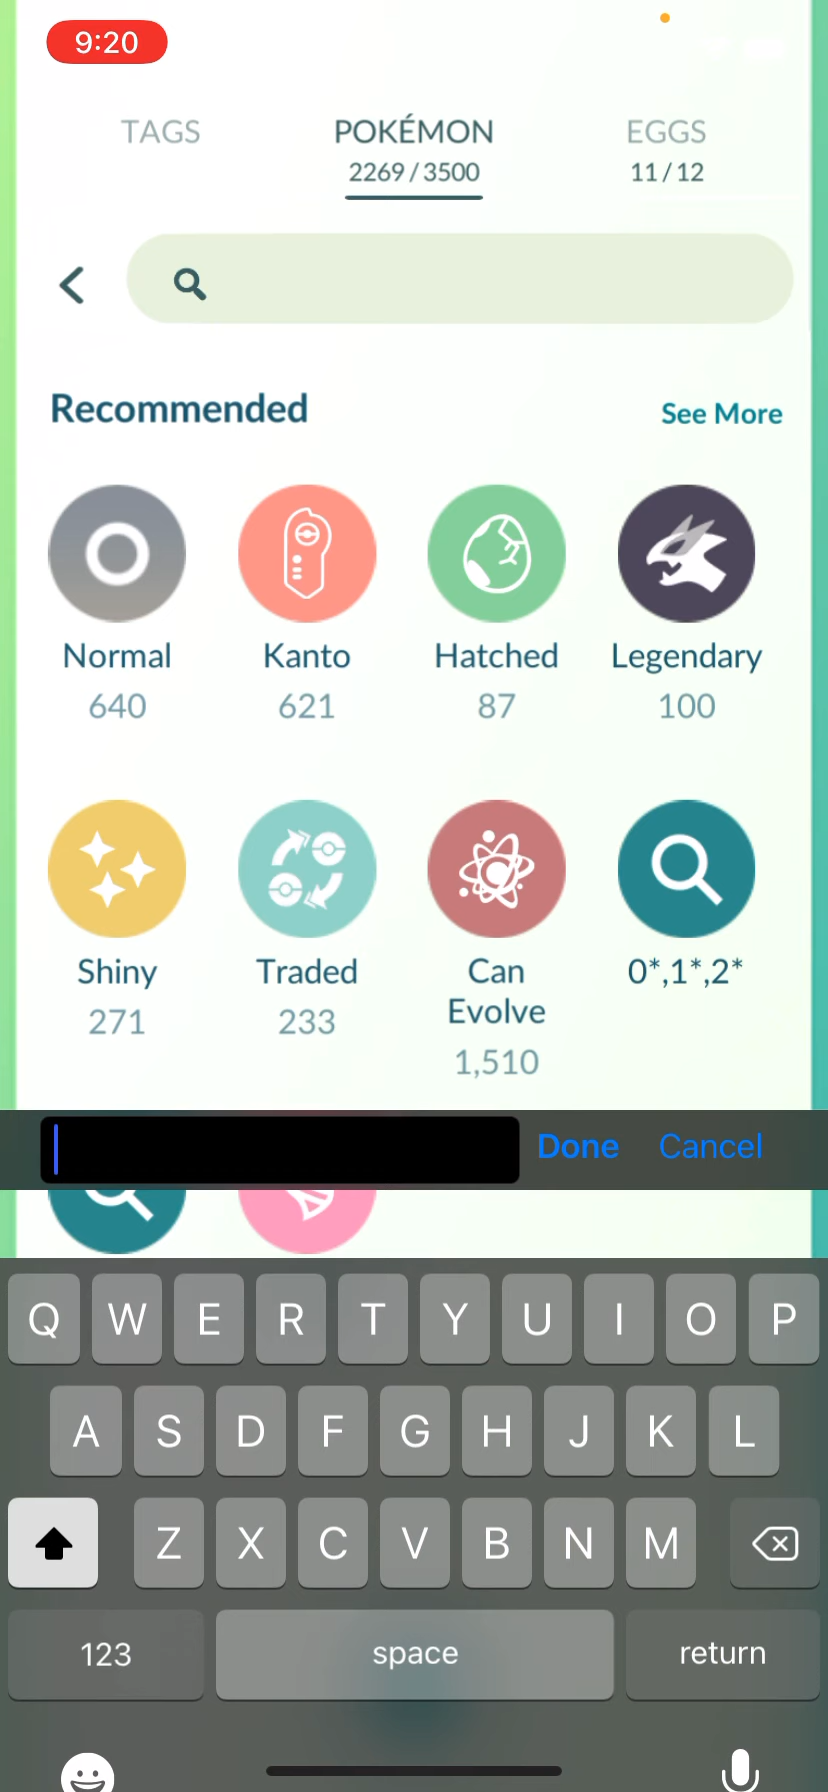 9:20
TAGS
POKÉMON
EGGS
2269 / 3500
11 / 12
Recommended
See More
Normal
Kanto
Hatched
Legendary
640
621
87
100
Shiny
Traded
Can
Evolve
0*,1*,2*
271
233
1,510
Done
Cancel
Q W E R T Y U I O P
A S D F G H J K L
Z X C V B N M
123
space
return